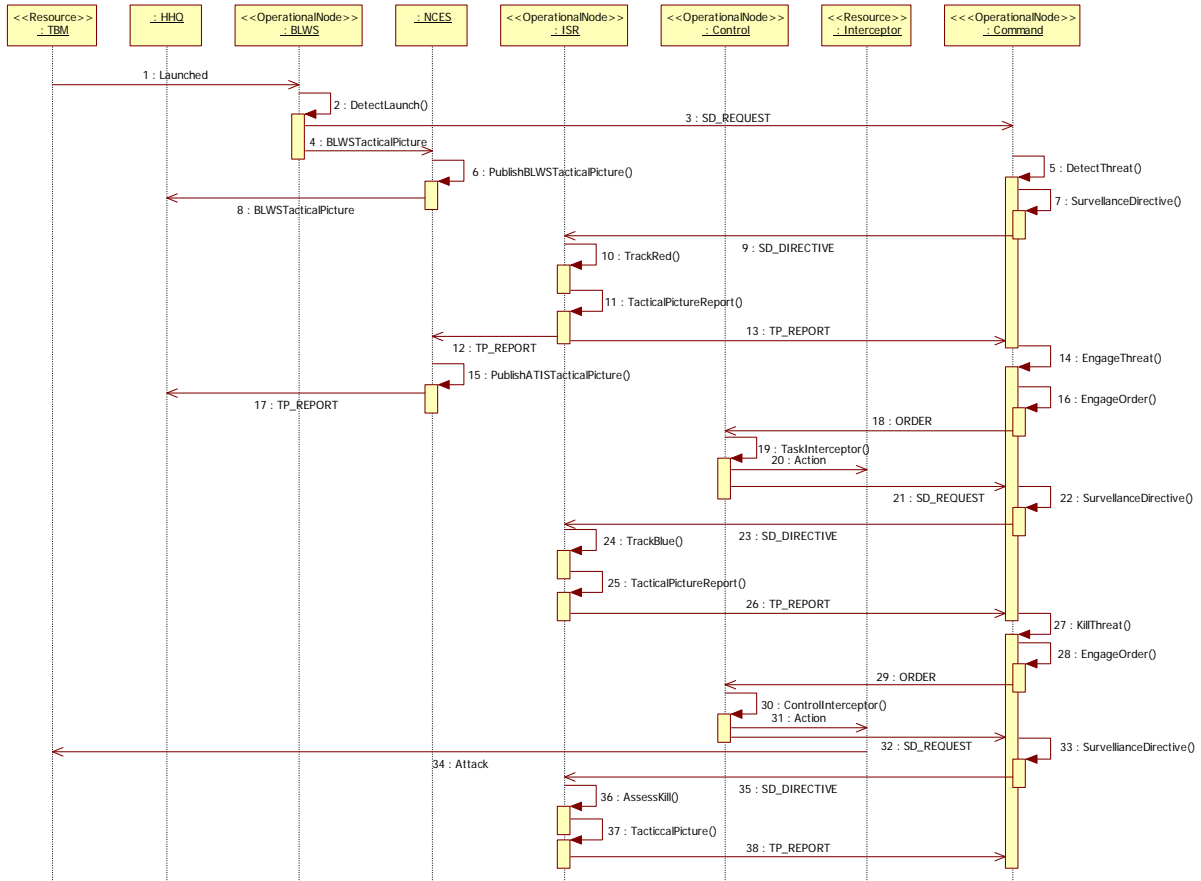 <<Resource>>
: TBM
: HHQ
<<OperationalNode>>
: BLWS
: NCES
<<OperationalNode>>
: ISR
<<OperationalNode>>
: Control
<<Resource>>
: Interceptor
<<<OperationalNode>>
: Command
1 : Launched
2 : DetectLaunch()
3 : SD_REQUEST
4 : BLWSTacticalPicture
5 : DetectThreat()
6 : PublishBLWSTacticalPicture()
7 : SurvellanceDirective()
8 : BLWSTacticalPicture
9 : SD_DIRECTIVE
10 : TrackRed()
11 : TacticalPictureReport()
12 : TP_REPORT
13 : TP_REPORT
14 : EngageThreat()
15 : PublishATISTacticalPicture()
16 : EngageOrder()
17 : TP_REPORT
18 : ORDER
19 : TaskInterceptor()
20 : Action
21 : SD_REQUEST
22 : SurvellanceDirective()
23 : SD_DIRECTIVE
24 : TrackBlue()
25 : TacticalPictureReport()
26 : TP_REPORT
27 : KillThreat()
28 : EngageOrder()
29 : ORDER
30 : ControlInterceptor()
31 : Action
32 : SD_REQUEST
33 : SurvellianceDirective()
34 : Attack
35 : SD_DIRECTIVE
36 : AssessKill()
37 : TacticcalPicture()
38 : TP_REPORT